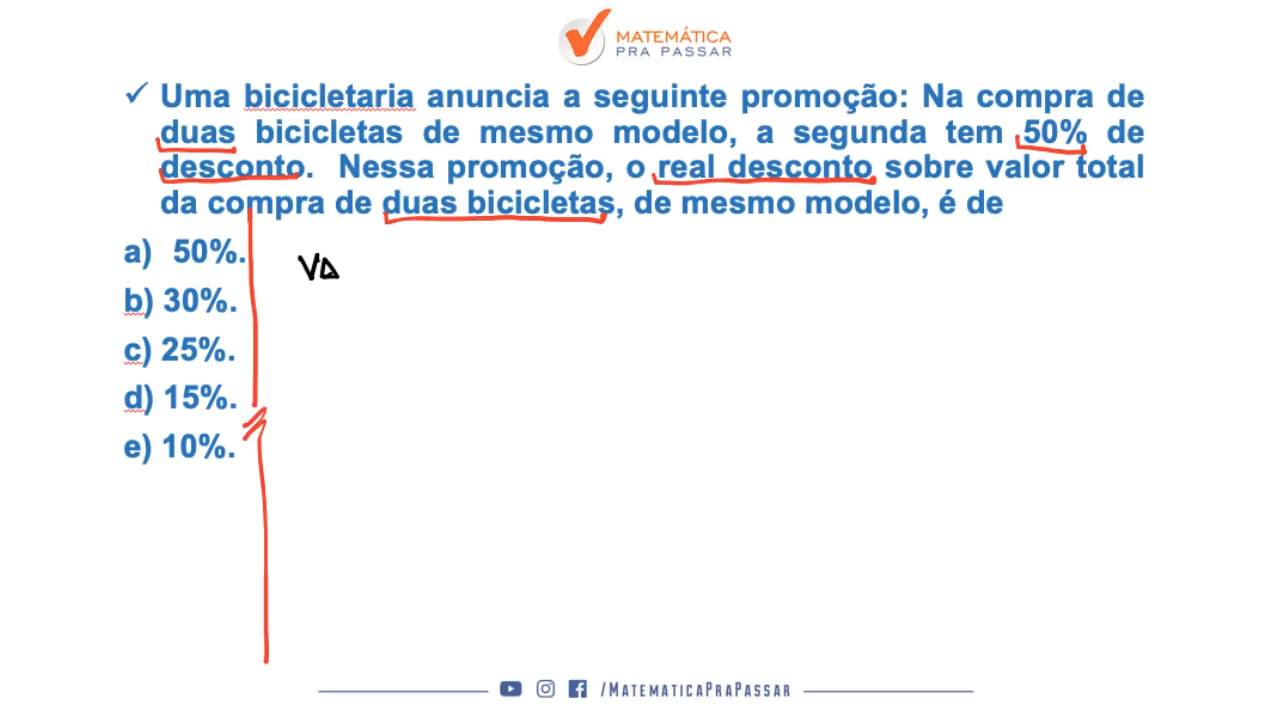 MATEMÁTICA
PRA PASSAR
✓ Uma bicicletaria anuncia a seguinte promoção: Na compra de
duas bicicletas de mesmo modelo, a segunda tem 50% de
desconto. Nessa promoção, o real desconto sobre valor total
da compra de duas bicicletas, de mesmo modelo, é de
a) 50%.
b) 30%.
c) 25%.
d) 15%.
e) 10%.
VA
/MATEMATICAPRAPASSAR